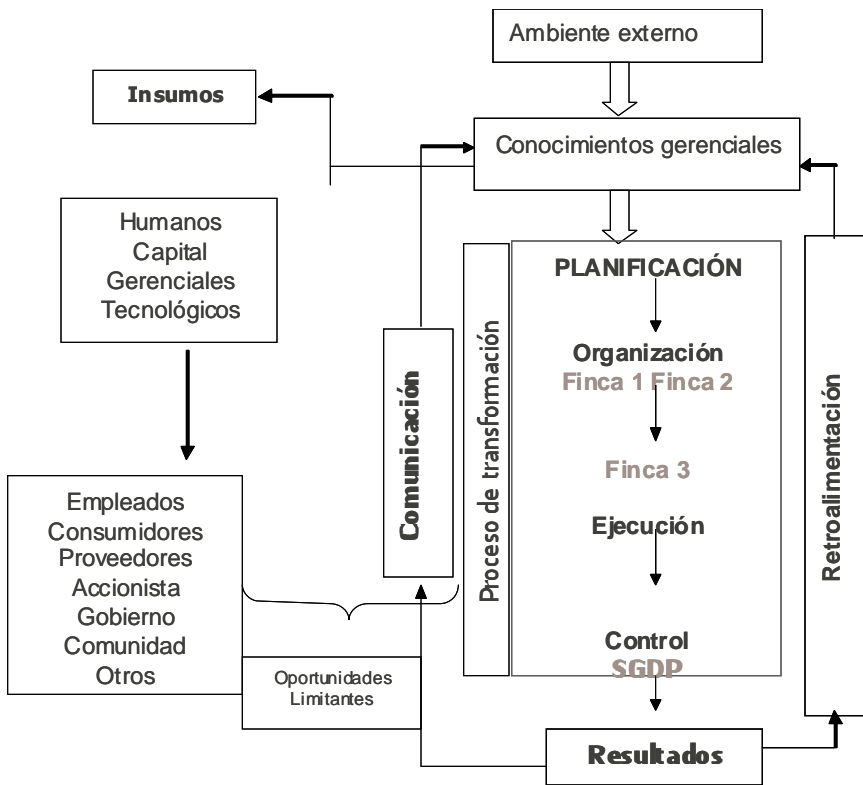 Ambiente externo
Insumos
Conocimientos gerenciales
Humanos
Capital
Gerenciales
Tecnológicos
Comunicación
Proceso de transformación
PLANIFICACIÓN
Organización
Finca 1 Finca 2
Finca 3
Ejecución
Control
SGDP
Retroalimentación
Empleados
Consumidores
Proveedores
Accionista
Gobierno
Comunidad
Otros
Oportunidades
Limitantes
Resultados